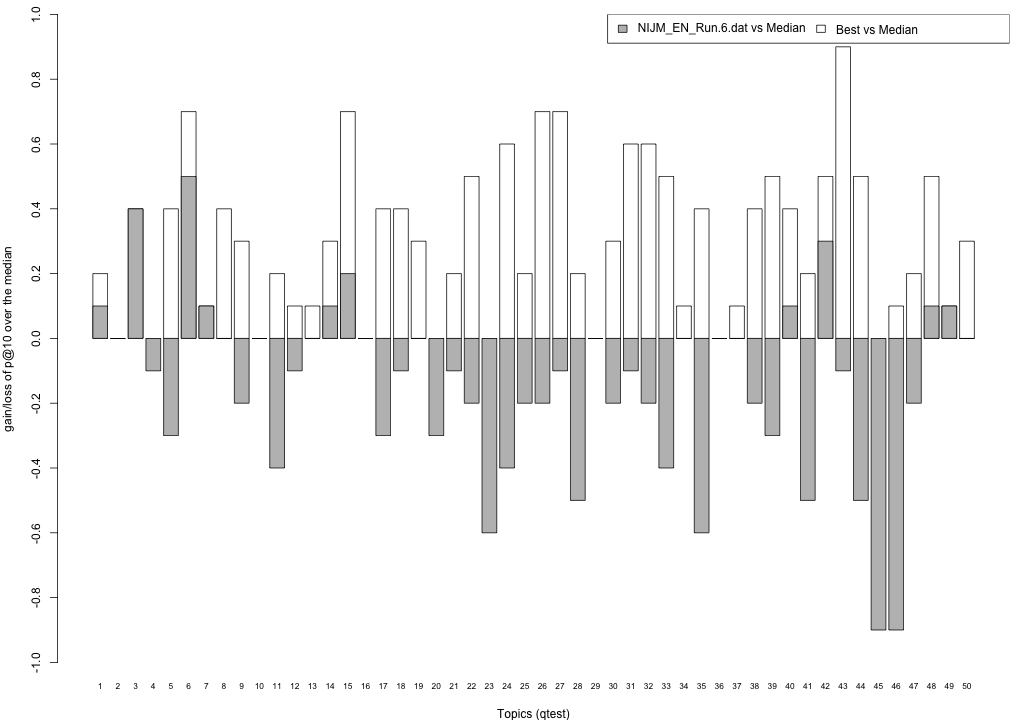 NIJM_EN_Run.6.dat vs Median Best vs Median
gain/loss of p@10 over the median
1.0
0.8
0.6
0.4
0.2
0.0
-0.2
-0.4
-0.6
-0.8
-1.0
1 2 3 4 5 6 7 8 9 10 11 12 13 14 15 16 17 18 19 20 21 22 23 24 25 26 27 28 29 30 31 32 33 34 35 36 37 38 39 40 41 42 43 44 45 46 47 48 49 50
Topics (qtest)